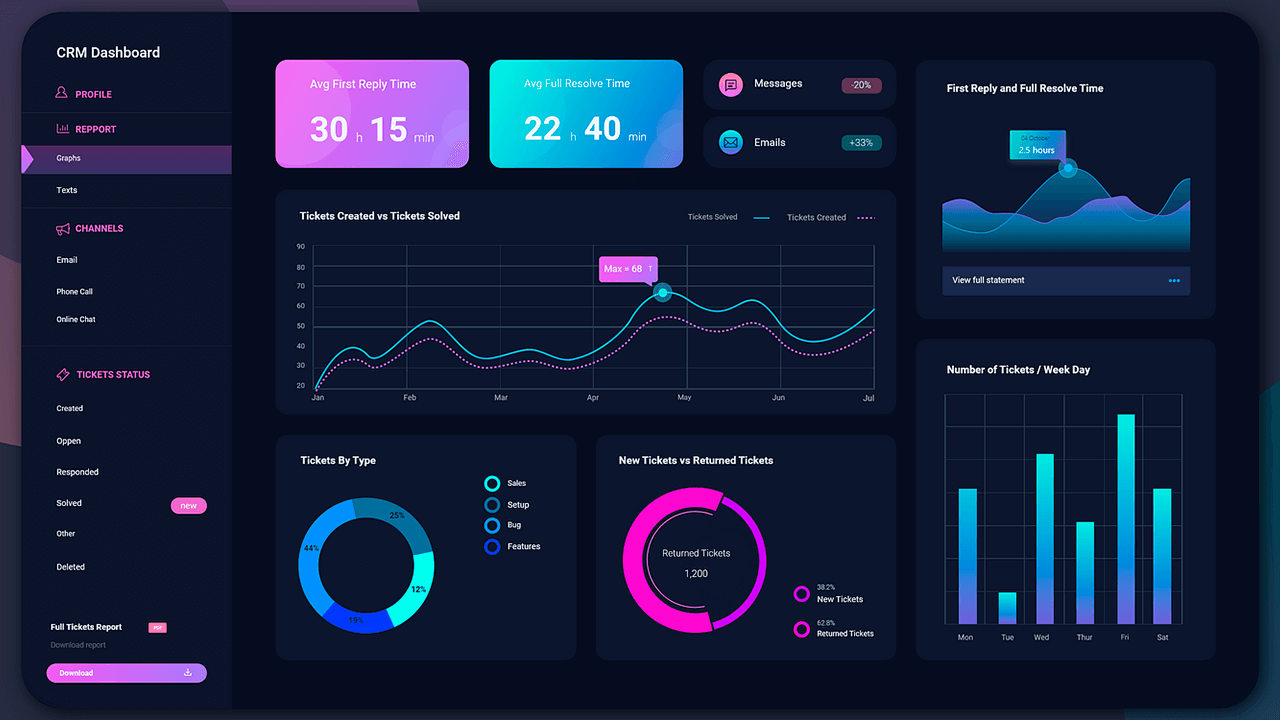 CRM Dashboard
PROFILE
REPPORT
Graphs
Texts
CHANNELS
Email
Phone Call
Online Chat
TICKETS STATUS
Created
Oppen
Responded
Solved
new
Other
Deleted
Full Tickets Report
PDF
Download report
Download
Avg First Reply Time
30 h 15 min
Avg Full Resolve Time
22 h 40 min
Messages
-20%
Emails
+33%
Tickets Created vs Tickets Solved
Tickets Solved
Tickets Created
90
80
70
60
50
40
30
20
Max = 68 T
Jan
Feb
Mar
Apr
May
Jun
Jul
Tickets By Type
25%
44%
12%
19%
Sales
Setup
Bug
Features
New Tickets vs Returned Tickets
Returned Tickets
1,200
38.2%
New Tickets
62.8%
Returned Tickets
First Reply and Full Resolve Time
04 October
2.5 hours
View full statement
Number of Tickets / Week Day
Mon
Tue
Wed
Thur
Fri
Sat